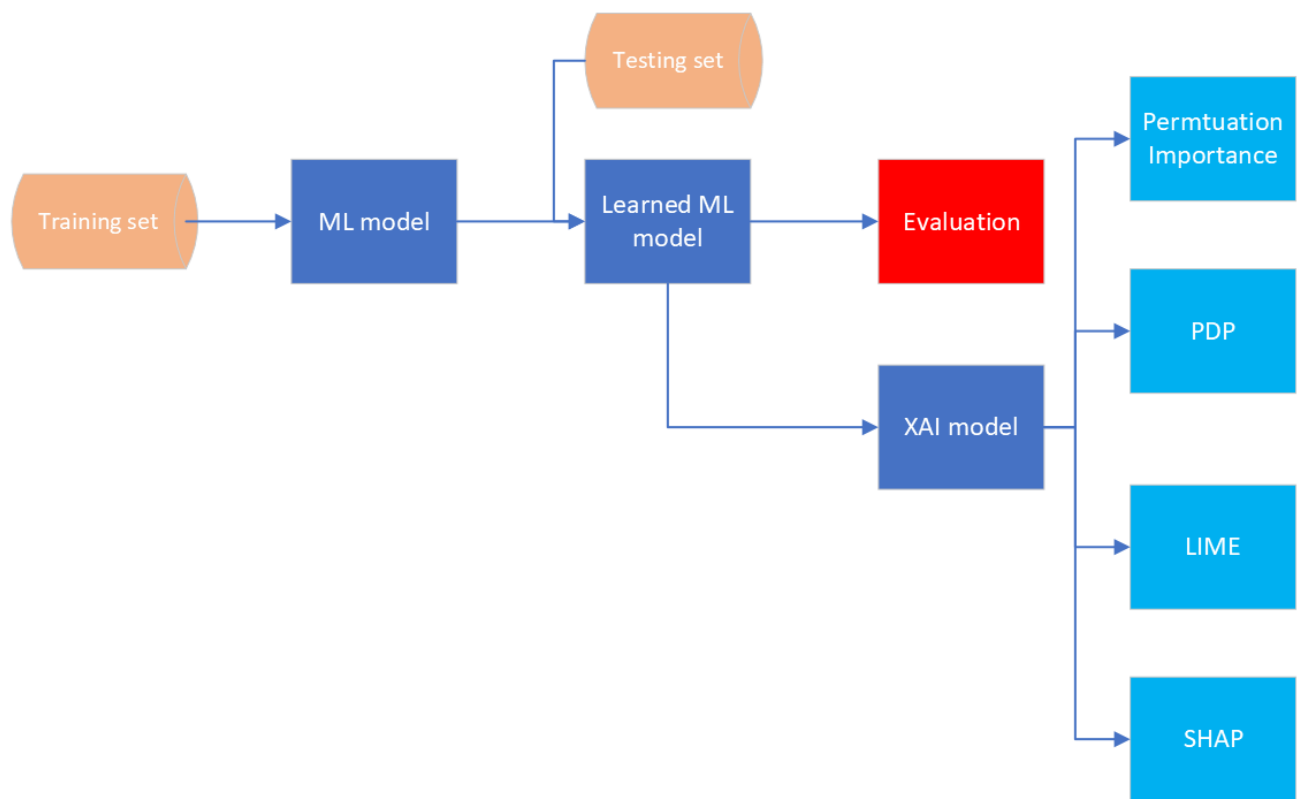 Testing set
Training set
ML model
Learned ML
model
Evaluation
XAI model
Permtuation
Importance
PDP
LIME
SHAP